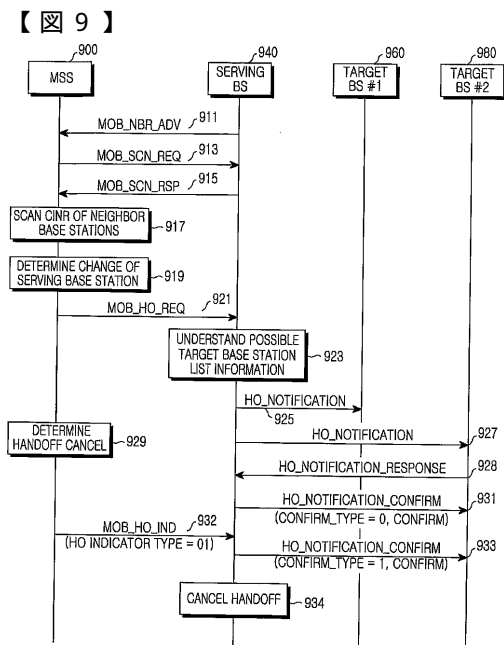 【図９】
900
940
960
980
MSS
SERVING
BS
TARGET
BS #1
TARGET
BS #2
MOB_NBR_ADV
911
MOB_SCN_REQ
913
MOB_SCN_RSP
915
SCAN CINR OF NEIGHBOR
BASE STATIONS
917
DETERMINE CHANGE OF
SERVING BASE STATION
919
MOB_HO_REQ
921
UNDERSTAND POSSIBLE
TARGET BASE STATION
LIST INFORMATION
923
HO_NOTIFICATION
925
DETERMINE
HANDOFF CANCEL
929
HO_NOTIFICATION
927
HO_NOTIFICATION_RESPONSE
928
HO_NOTIFICATION_CONFIRM
931
(CONFIRM_TYPE = 0, CONFIRM)
MOB_HO_IND
932
(HO INDICATOR TYPE = 01)
HO_NOTIFICATION_CONFIRM
933
(CONFIRM_TYPE = 1, CONFIRM)
CANCEL HANDOFF
934